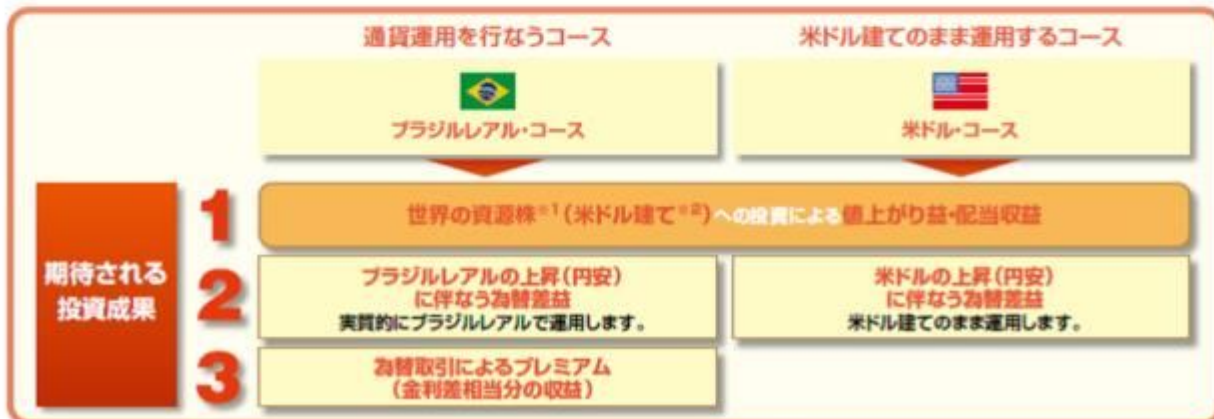 通貨運用を行なうコース
米ドル建てのまま運用するコース
ブラジルレアル・コース
米ドル・コース
期待される
投資成果
1
世界の資源株※1(米ドル建て※2)への投資による値上がり益・配当収益
2
ブラジルレアルの上昇(円安)
に伴なう為替差益
実質的にブラジルレアルで運用します。
米ドルの上昇(円安)
に伴なう為替差益
米ドル建てのまま運用します。
3
為替取引によるプレミアム
(金利差相当分の収益)